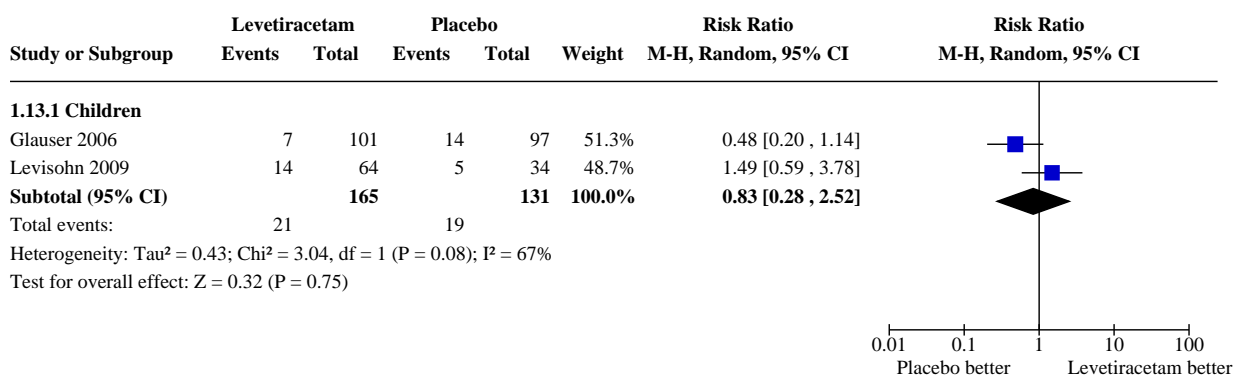 Levetiracetam Placebo Risk Ratio Risk Ratio
Study or Subgroup Events Total Events Total Weight M-H, Random, 95% CI M-H, Random, 95% CI
1.13.1 Children
Glauser 2006 7 101 14 97 51.3% 0.48 [0.20 , 1.14]
Levisohn 2009 14 64 5 34 48.7% 1.49 [0.59 , 3.78]
Subtotal (95% CI) 165 131 100.0% 0.83 [0.28 , 2.52]
Total events: 21 19
Heterogeneity: Tau² = 0.43; Chi² = 3.04, df = 1 (P = 0.08); I² = 67%
Test for overall effect: Z = 0.32 (P = 0.75)
0.01 0.1 1 10 100
Placebo better Levetiracetam better